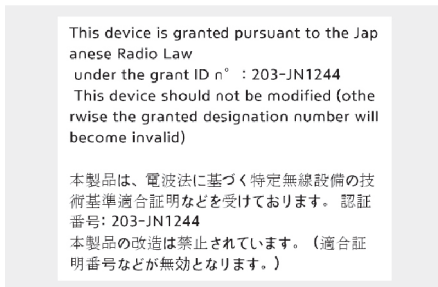 This device is granted pursuant to the Jap
anese Radio Law
under the grant ID n° : 203-JN1244
This device should not be modified (othe
rwise the granted designation number will
become invalid)
本製品は、電波法に基づく特定無線設備の技
術基準適合証明などを受けております。 認証
番号: 203-JN1244
本製品の改造は禁止されています。 (適合証
明番号などが無効となります。)